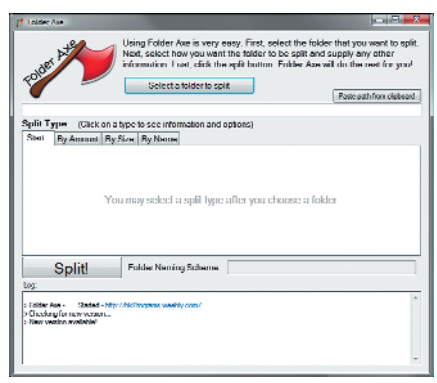 Folder Axe
Folder Axe
Using Folder Axe is very easy. First, select the folder that you want to split.
Next, select how you want the folder to be split and supply any other
information. Last, click the split button. Folder Axe will do the rest for you!
Select a folder to split
Paste path from clipboard
Split Type (Click on a type to see information and options)
Start By Amount By Size By Name
You may select a split type after you choose a folder
Split! Folder Naming Scheme
Log:
> Folder Axe - Started - http://hklPrograms.weebly.com/
> Checking for new version...
> New version available!